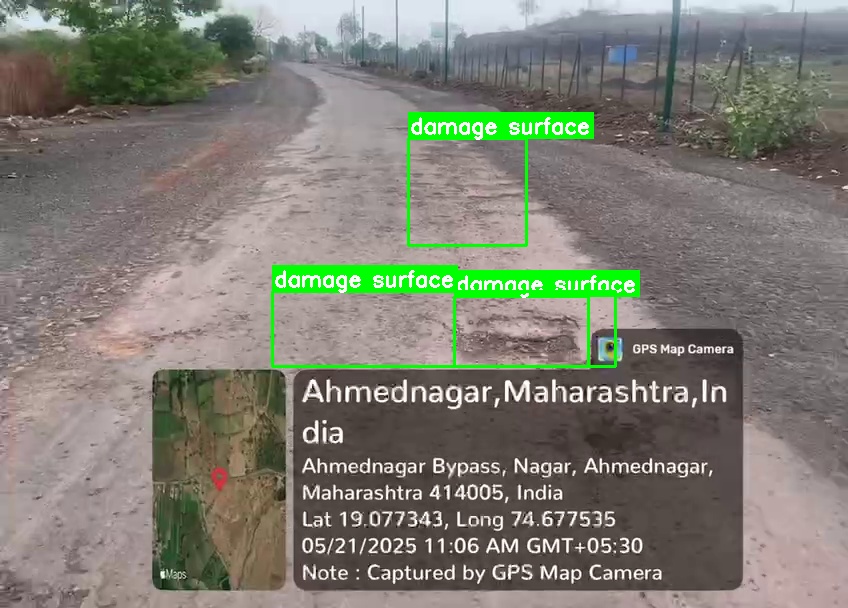 damage surface
damage surface
damage surface
GPS Map Camera
Ahmednagar,Maharashtra,In
dia
Ahmednagar Bypass, Nagar, Ahmednagar,
Maharashtra 414005, India
Lat 19.077343, Long 74.677535
05/21/2025 11:06 AM GMT+05:30
Note : Captured by GPS Map Camera
Maps